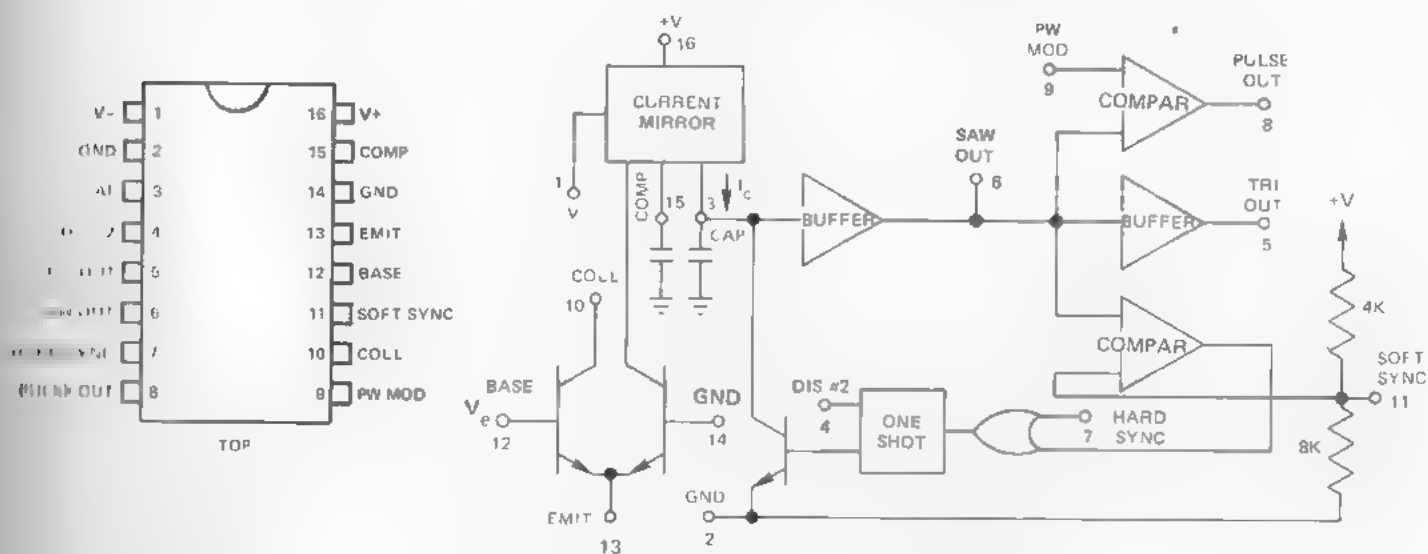 V-
1
16
V+
GND
2
15
COMP
3
14
GND
4
13
EMIT
5
12
BASE
6
11
SOFT SYNC
7
10
COLL
OUT
8
9
PW MOD
TOP
+V
16
CURRENT
MIRROR
1
V
COMP
15
3
CAP
Ic
COLL
10
BASE
Ve
12
GND
14
EMIT
13
BUFFER
SAW
OUT
6
PW
MOD
9
COMPAR
PULSE
OUT
8
BUFFER
TRI
OUT
5
COMPAR
+V
4K
SOFT
SYNC
11
8K
DIS #2
4
ONE
SHOT
HARD
SYNC
7
GND
2